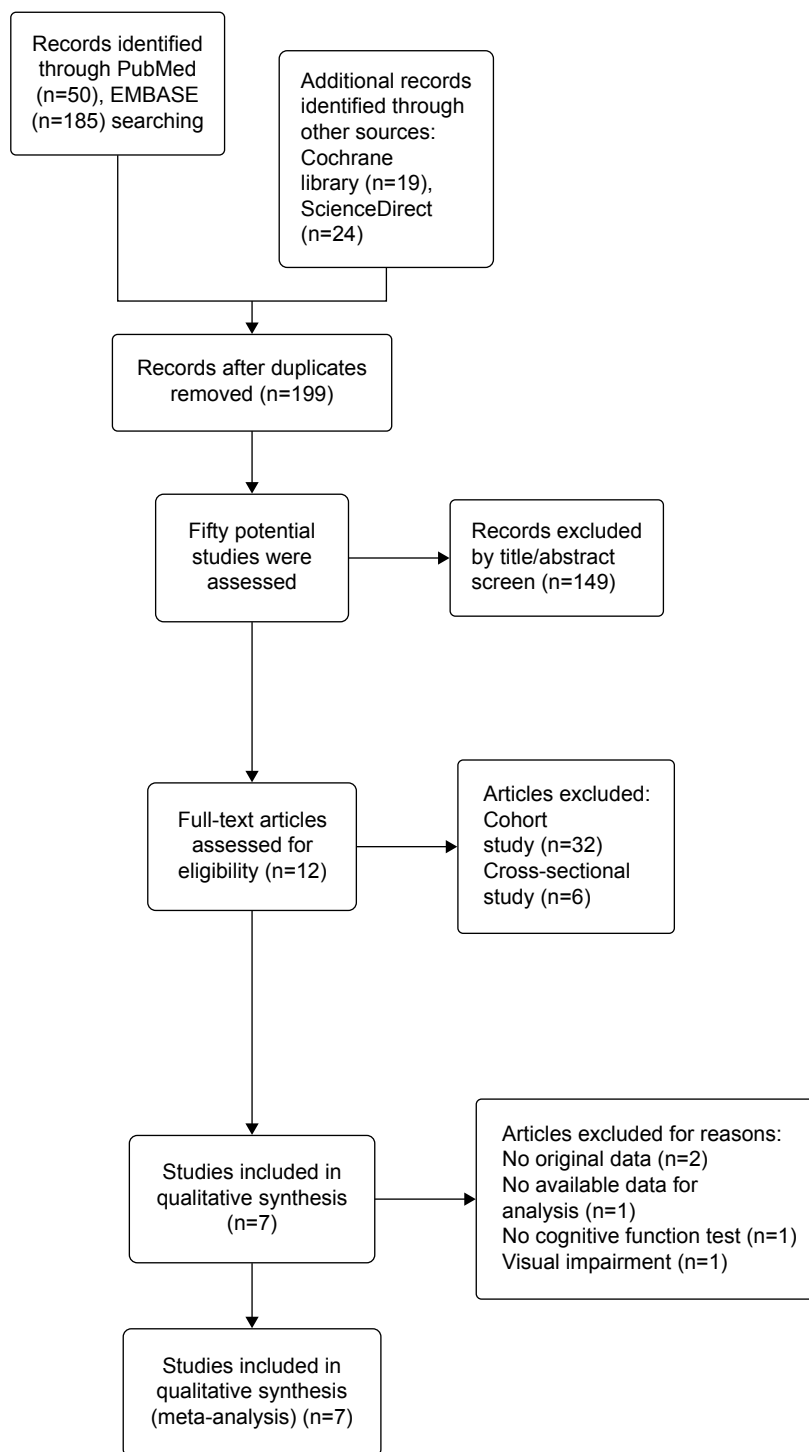 Records identified
through PubMed
(n=50), EMBASE
(n=185) searching
Additional records
identified through
other sources:
Cochrane
library (n=19),
ScienceDirect
(n=24)
Records after duplicates
removed (n=199)
Fifty potential
studies were
assessed
Records excluded
by title/abstract
screen (n=149)
Full-text articles
assessed for
eligibility (n=12)
Articles excluded:
Cohort
study (n=32)
Cross-sectional
study (n=6)
Studies included in
qualitative synthesis
(n=7)
Articles excluded for reasons:
No original data (n=2)
No available data for
analysis (n=1)
No cognitive function test (n=1)
Visual impairment (n=1)
Studies included in
qualitative synthesis
(meta-analysis) (n=7)